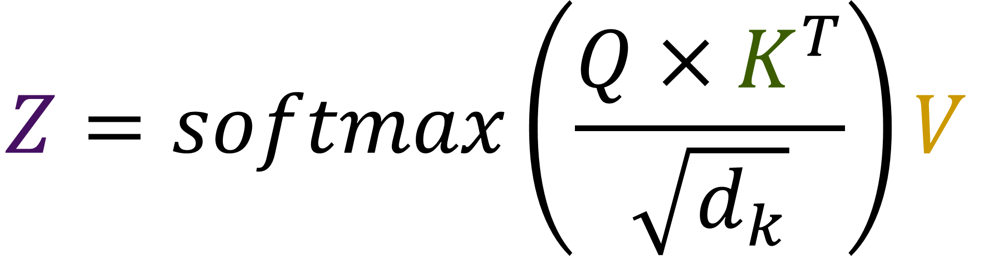 Z = softmax(Q × K^T / √d_k) V